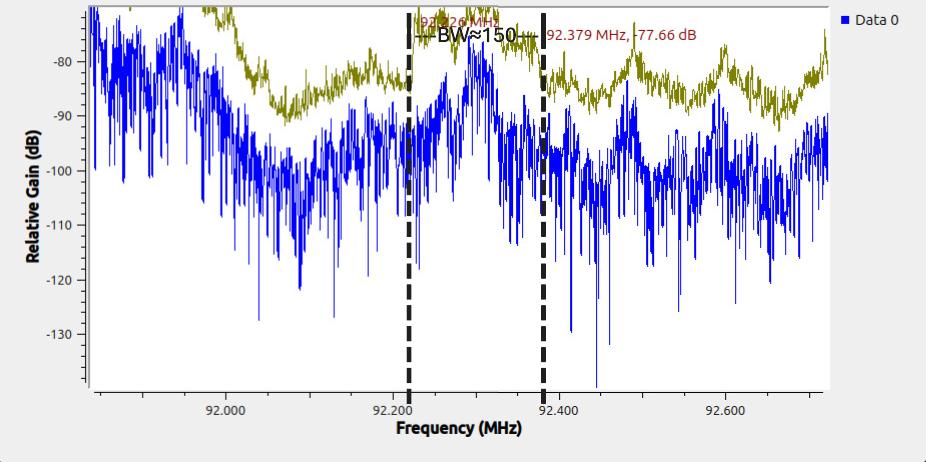 92.226 MHz
BW≈150
92.379 MHz, -77.66 dB
Data 0
-80
-90
-100
-110
-120
-130
Relative Gain (dB)
92.000 92.200 92.400 92.600
Frequency (MHz)